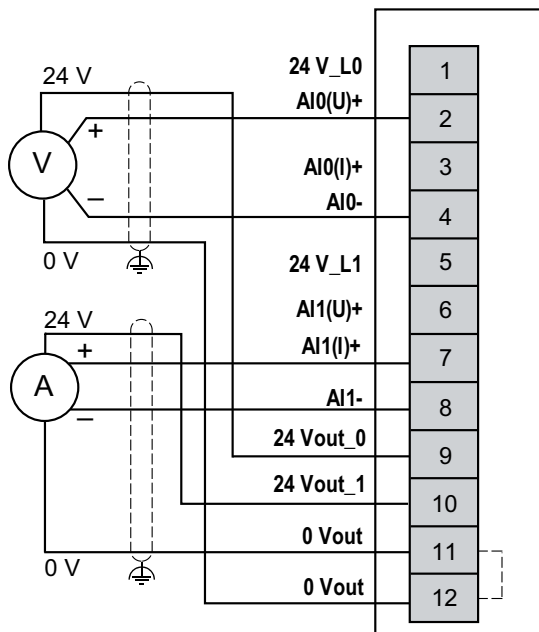 24 V_L0
1
24 V
AI0(U)+
2
+
V
AI0(I)+
3
–
AI0-
4
0 V
24 V_L1
5
AI1(U)+
6
24 V
+
AI1(I)+
7
A
–
AI1-
8
24 Vout_0
9
24 Vout_1
10
0 Vout
11
0 V
0 Vout
12